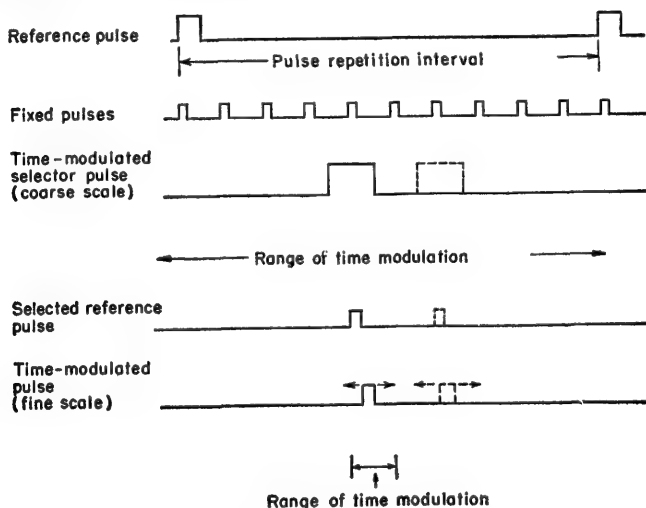 Reference pulse
Pulse repetition interval
Fixed pulses
Time-modulated
selector pulse
(coarse scale)
Range of time modulation
Selected reference
pulse
Time-modulated
pulse
(fine scale)
Range of time modulation